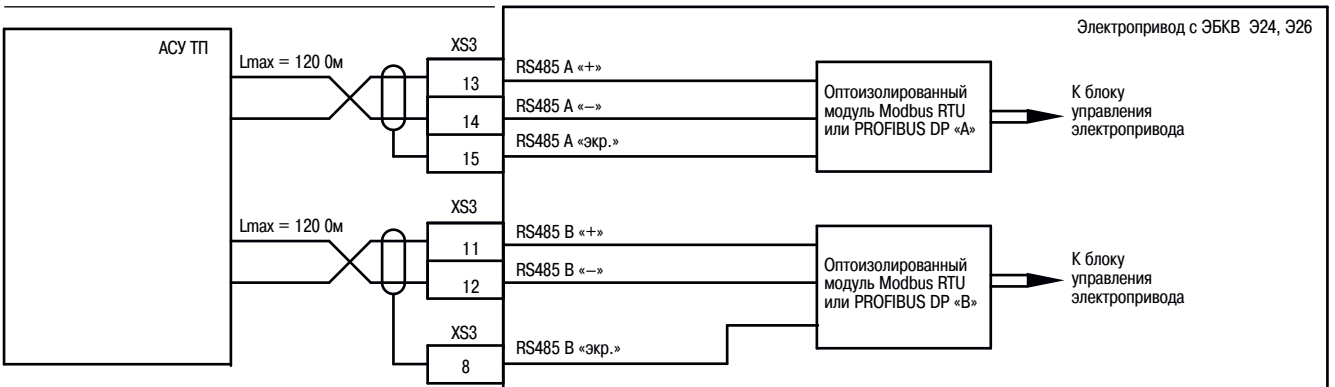 Электропривод с ЭБКВ Э24, Э26
АСУ ТП
Lmax = 120 Ом
XS3
13
14
15
RS485 A «+»
RS485 A «–»
RS485 A «экр.»
Оптоизолированный
модуль Modbus RTU
или PROFIBUS DP «A»
К блоку
управления
электропривода
Lmax = 120 Ом
XS3
11
12
XS3
8
RS485 B «+»
RS485 B «–»
RS485 B «экр.»
Оптоизолированный
модуль Modbus RTU
или PROFIBUS DP «B»
К блоку
управления
электропривода